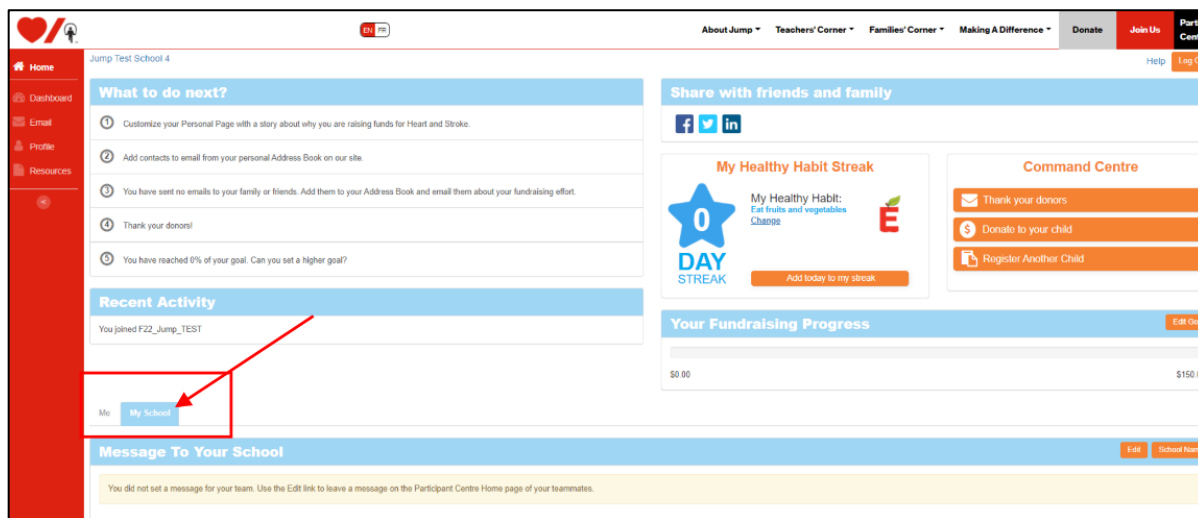 EN FR
About Jump
Teachers' Corner
Families' Corner
Making A Difference
Donate
Join Us
Home
Dashboard
Email
Profile
Resources
Jump Test School 4
Help
What to do next?
1 Customize your Personal Page with a story about why you are raising funds for Heart and Stroke.
2 Add contacts to email from your personal Address Book on our site.
3 You have sent no emails to your family or friends. Add them to your Address Book and email them about your fundraising effort.
4 Thank your donors!
5 You have reached 0% of your goal. Can you set a higher goal?
Recent Activity
You joined F22_Jump_TEST
Share with friends and family
My Healthy Habit Streak
0
DAY
STREAK
My Healthy Habit:
Eat fruits and vegetables
Change
É
Add today to my streak
Command Centre
Thank your donors
Donate to your child
Register Another Child
Your Fundraising Progress
$0.00
Me
My School
Message To Your School
Edit
You did not set a message for your team. Use the Edit link to leave a message on the Participant Centre Home page of your teammates.